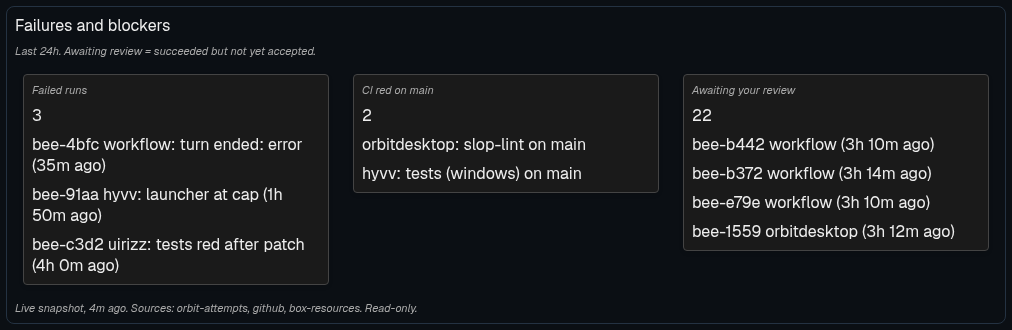 Failures and blockers
Last 24h. Awaiting review = succeeded but not yet accepted.
Failed runs
3
bee-4bfc workflow: turn ended: error
(35m ago)
bee-91aa hyvv: launcher at cap (1h
50m ago)
bee-c3d2 uirizz: tests red after patch
(4h 0m ago)
CI red on main
2
orbitdesktop: slop-lint on main
hyvv: tests (windows) on main
Awaiting your review
22
bee-b442 workflow (3h 10m ago)
bee-b372 workflow (3h 14m ago)
bee-e79e workflow (3h 10m ago)
bee-1559 orbitdesktop (3h 12m ago)
Live snapshot, 4m ago. Sources: orbit-attempts, github, box-resources. Read-only.